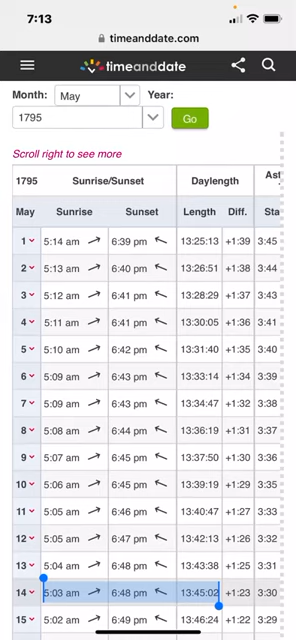 7:13
timeanddate.com
timeanddate
Month: May Year:
1795 Go
Scroll right to see more
1795 Sunrise/Sunset Daylength Ast
May Sunrise Sunset Length Diff. Sta
1 5:14 am 6:39 pm 13:25:13 +1:39 3:45
2 5:13 am 6:40 pm 13:26:51 +1:38 3:44
3 5:12 am 6:41 pm 13:28:29 +1:37 3:43
4 5:11 am 6:41 pm 13:30:05 +1:36 3:41
5 5:10 am 6:42 pm 13:31:40 +1:35 3:40
6 5:09 am 6:43 pm 13:33:14 +1:34 3:39
7 5:09 am 6:43 pm 13:34:47 +1:32 3:38
8 5:08 am 6:44 pm 13:36:19 +1:31 3:37
9 5:07 am 6:45 pm 13:37:50 +1:30 3:36
10 5:06 am 6:45 pm 13:39:19 +1:29 3:35
11 5:05 am 6:46 pm 13:40:47 +1:27 3:33
12 5:05 am 6:47 pm 13:42:13 +1:26 3:32
13 5:04 am 6:48 pm 13:43:38 +1:25 3:31
14 5:03 am 6:48 pm 13:45:02 +1:23 3:30
15 5:02 am 6:49 pm 13:46:24 +1:22 3:29